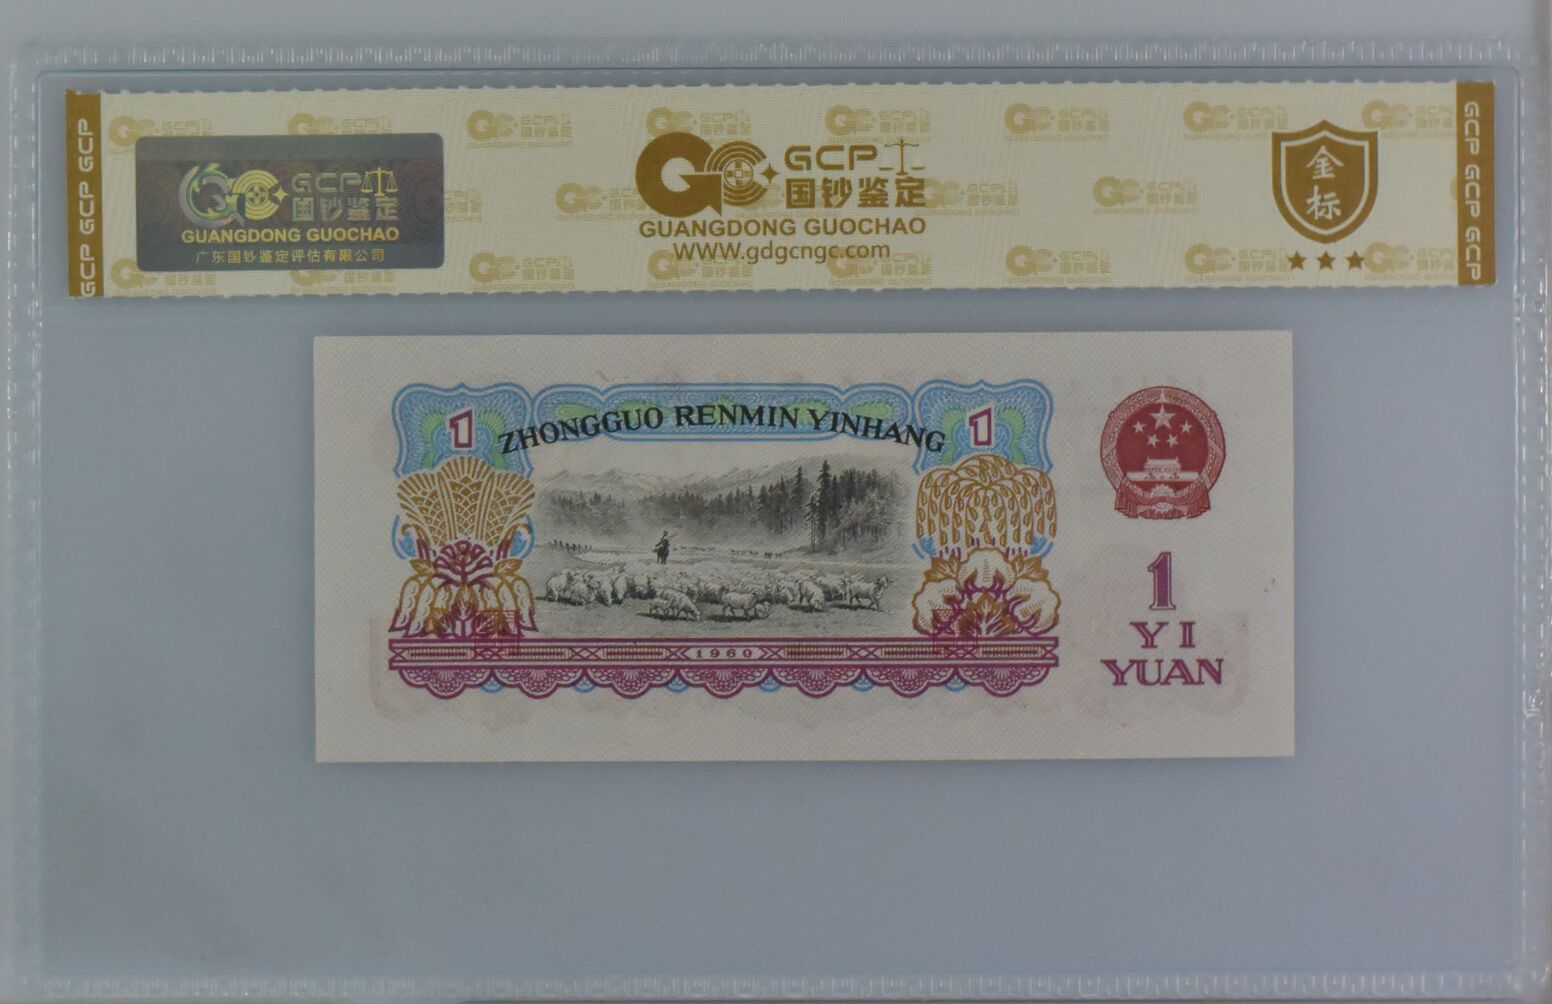 GCP GCP GCP
GCP
国钞鉴定
GUANGDONG GUOCHAO
广东国钞鉴定评估有限公司
GCP
国钞鉴定
GUANGDONG GUOCHAO
WWW.gdgcngc.com
金
标
GCP GCP GCP
1
ZHONGGUO RENMIN YINHANG
1
1960
1
YI
YUAN